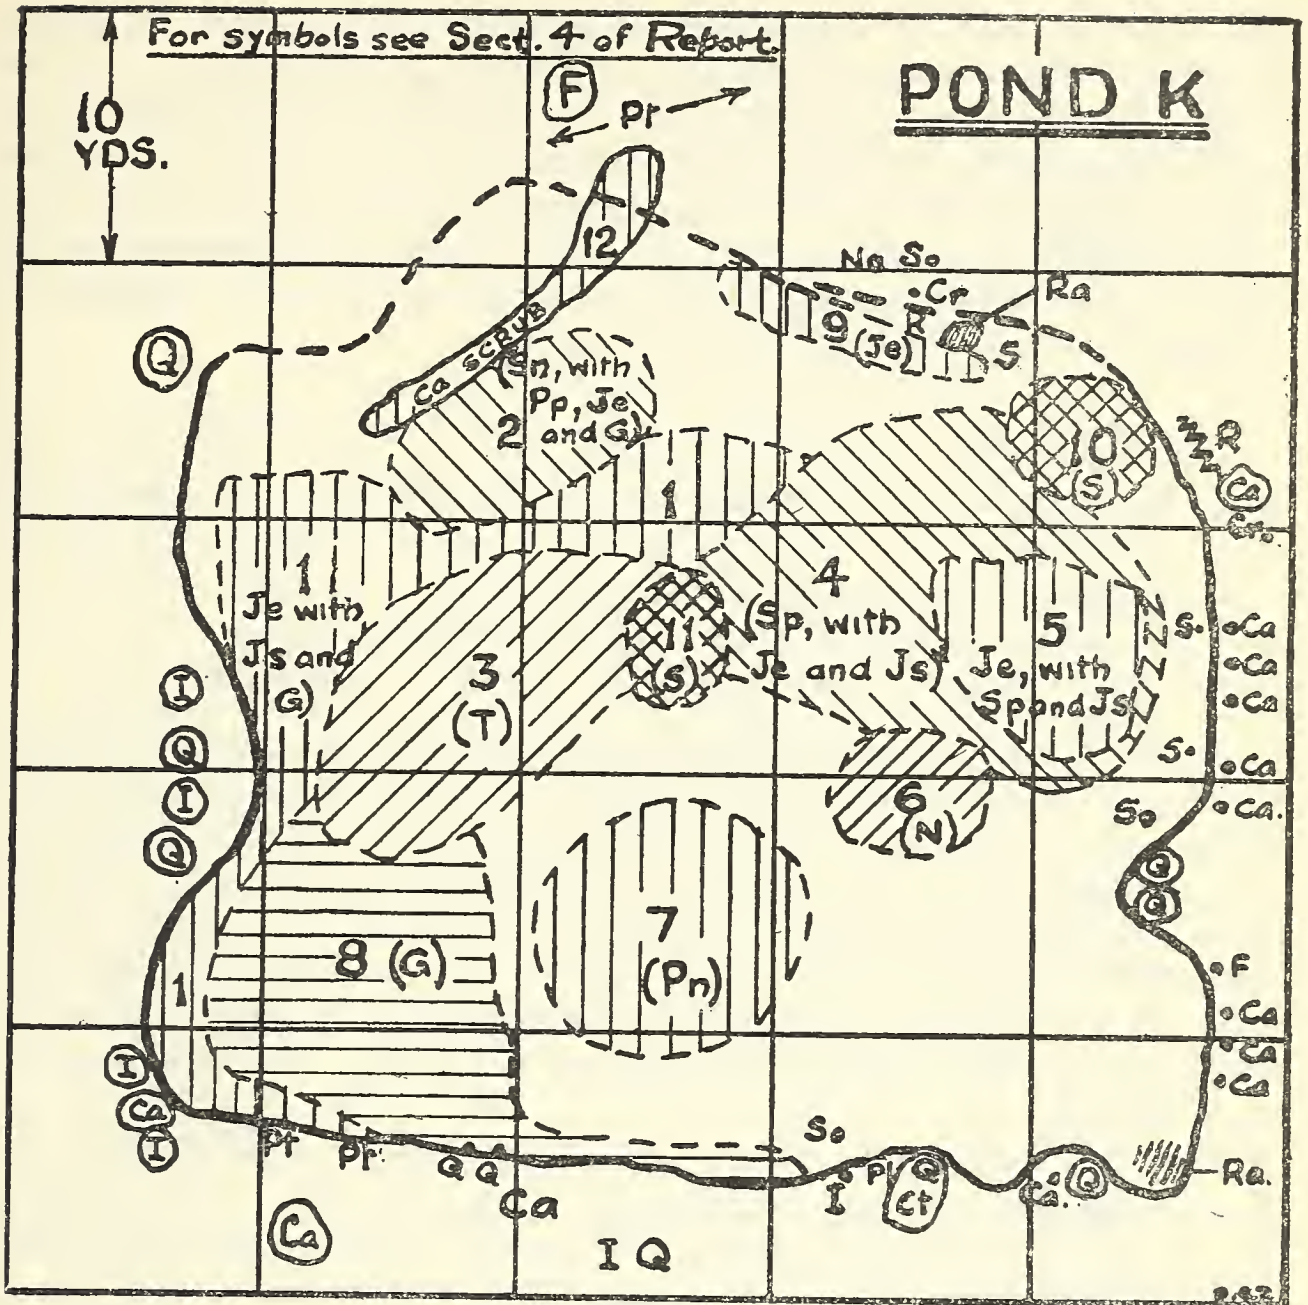 For symbols see Sect. 4 of Report.
POND K
10
YDS.
F
Pr
12
Na So
Cr
Ra
Q
Ca SCRUB
9 (Je)
R
S
(Sn, with
Pp, Je
2 and G)
10
(S)
R
Ca
Cr.
1
1
Je with
Js and
G)
3
(T)
11
(S)
4
(Sp, with
Je and Js)
5
Je, with
Sp and Js
S.
Ca
Ca
Ca
I
Q
I
Q
S.
Ca
6
(N)
So
Ca.
Q
Q
7
(Pn)
8 (G)
1
F
Ca
Ca
Ca
I
Ca
I
Pr
Q Q
Ca
So
I
Q
Ct
Ca.
Q
Ra.
Ca
I Q